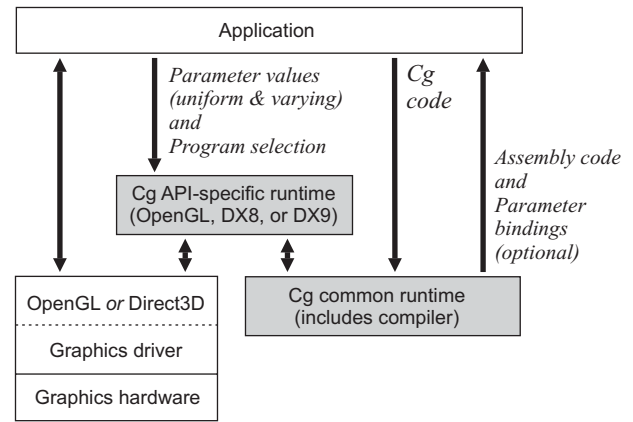 Application
Parameter values
(uniform & varying)
and
Program selection
Cg
code
Assembly code
and
Parameter
bindings
(optional)
Cg API-specific runtime
(OpenGL, DX8, or DX9)
OpenGL or Direct3D
Graphics driver
Graphics hardware
Cg common runtime
(includes compiler)